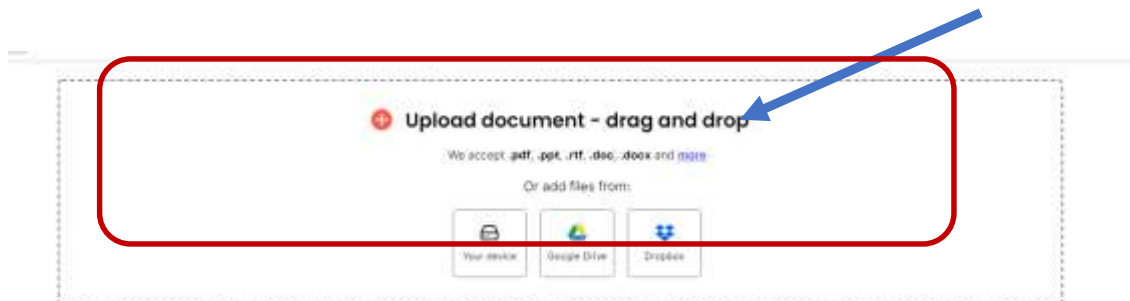 Upload document - drag and drop
We accept .pdf, .ppt, .rtf, .doc, .docx and more
Or add files from:
Your device Google Drive Dropbox